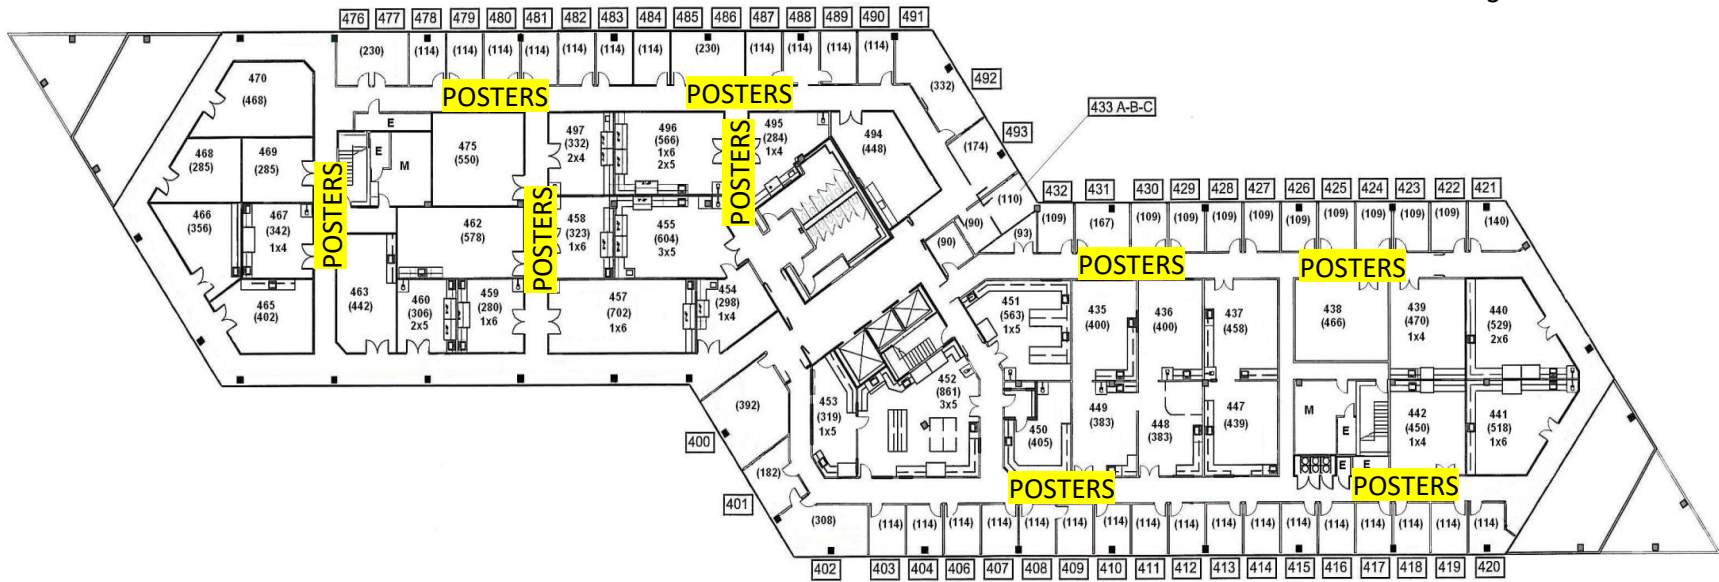 g
476 477 478 479 480 481 482 483 484 485 486 487 488 489 490 491
(230) (114) (114) (114) (114) (114) (114) (114) (230) (114) (114) (114) (114)
492
(332)
POSTERS POSTERS
433 A-B-C
470
(468)
E
475
(550)
497
(332)
2x4
496
(566)
1x6
2x5
POSTERS
495
(284)
1x4
494
(448)
493
(174)
468
(285)
469
(285)
E
M
POSTERS
POSTERS
(110)
(90)
(90)
(93)
432 431 430 429 428 427 426 425 424 423 422 421
(109) (167) (109) (109) (109) (109) (109) (109) (109) (109) (140)
466
(356)
467
(342)
1x4
462
(578)
458
(323)
1x6
455
(604)
3x5
POSTERS POSTERS
465
(402)
463
(442)
460
(306)
2x5
459
(280)
1x6
457
(702)
1x6
454
(298)
1x4
451
(563)
1x5
435
(400)
436
(400)
437
(458)
438
(466)
439
(470)
1x4
440
(529)
2x6
(392)
400
(182)
401
453
(319)
1x5
452
(861)
3x5
450
(405)
449
(383)
448
(383)
447
(439)
M
E
E
E
442
(450)
1x4
441
(518)
1x6
POSTERS POSTERS
(308) (114) (114) (114) (114) (114) (114) (114) (114) (114) (114) (114) (114) (114) (114) (114) (114) (114)
402 403 404 406 407 408 409 410 411 412 413 414 415 416 417 418 419 420